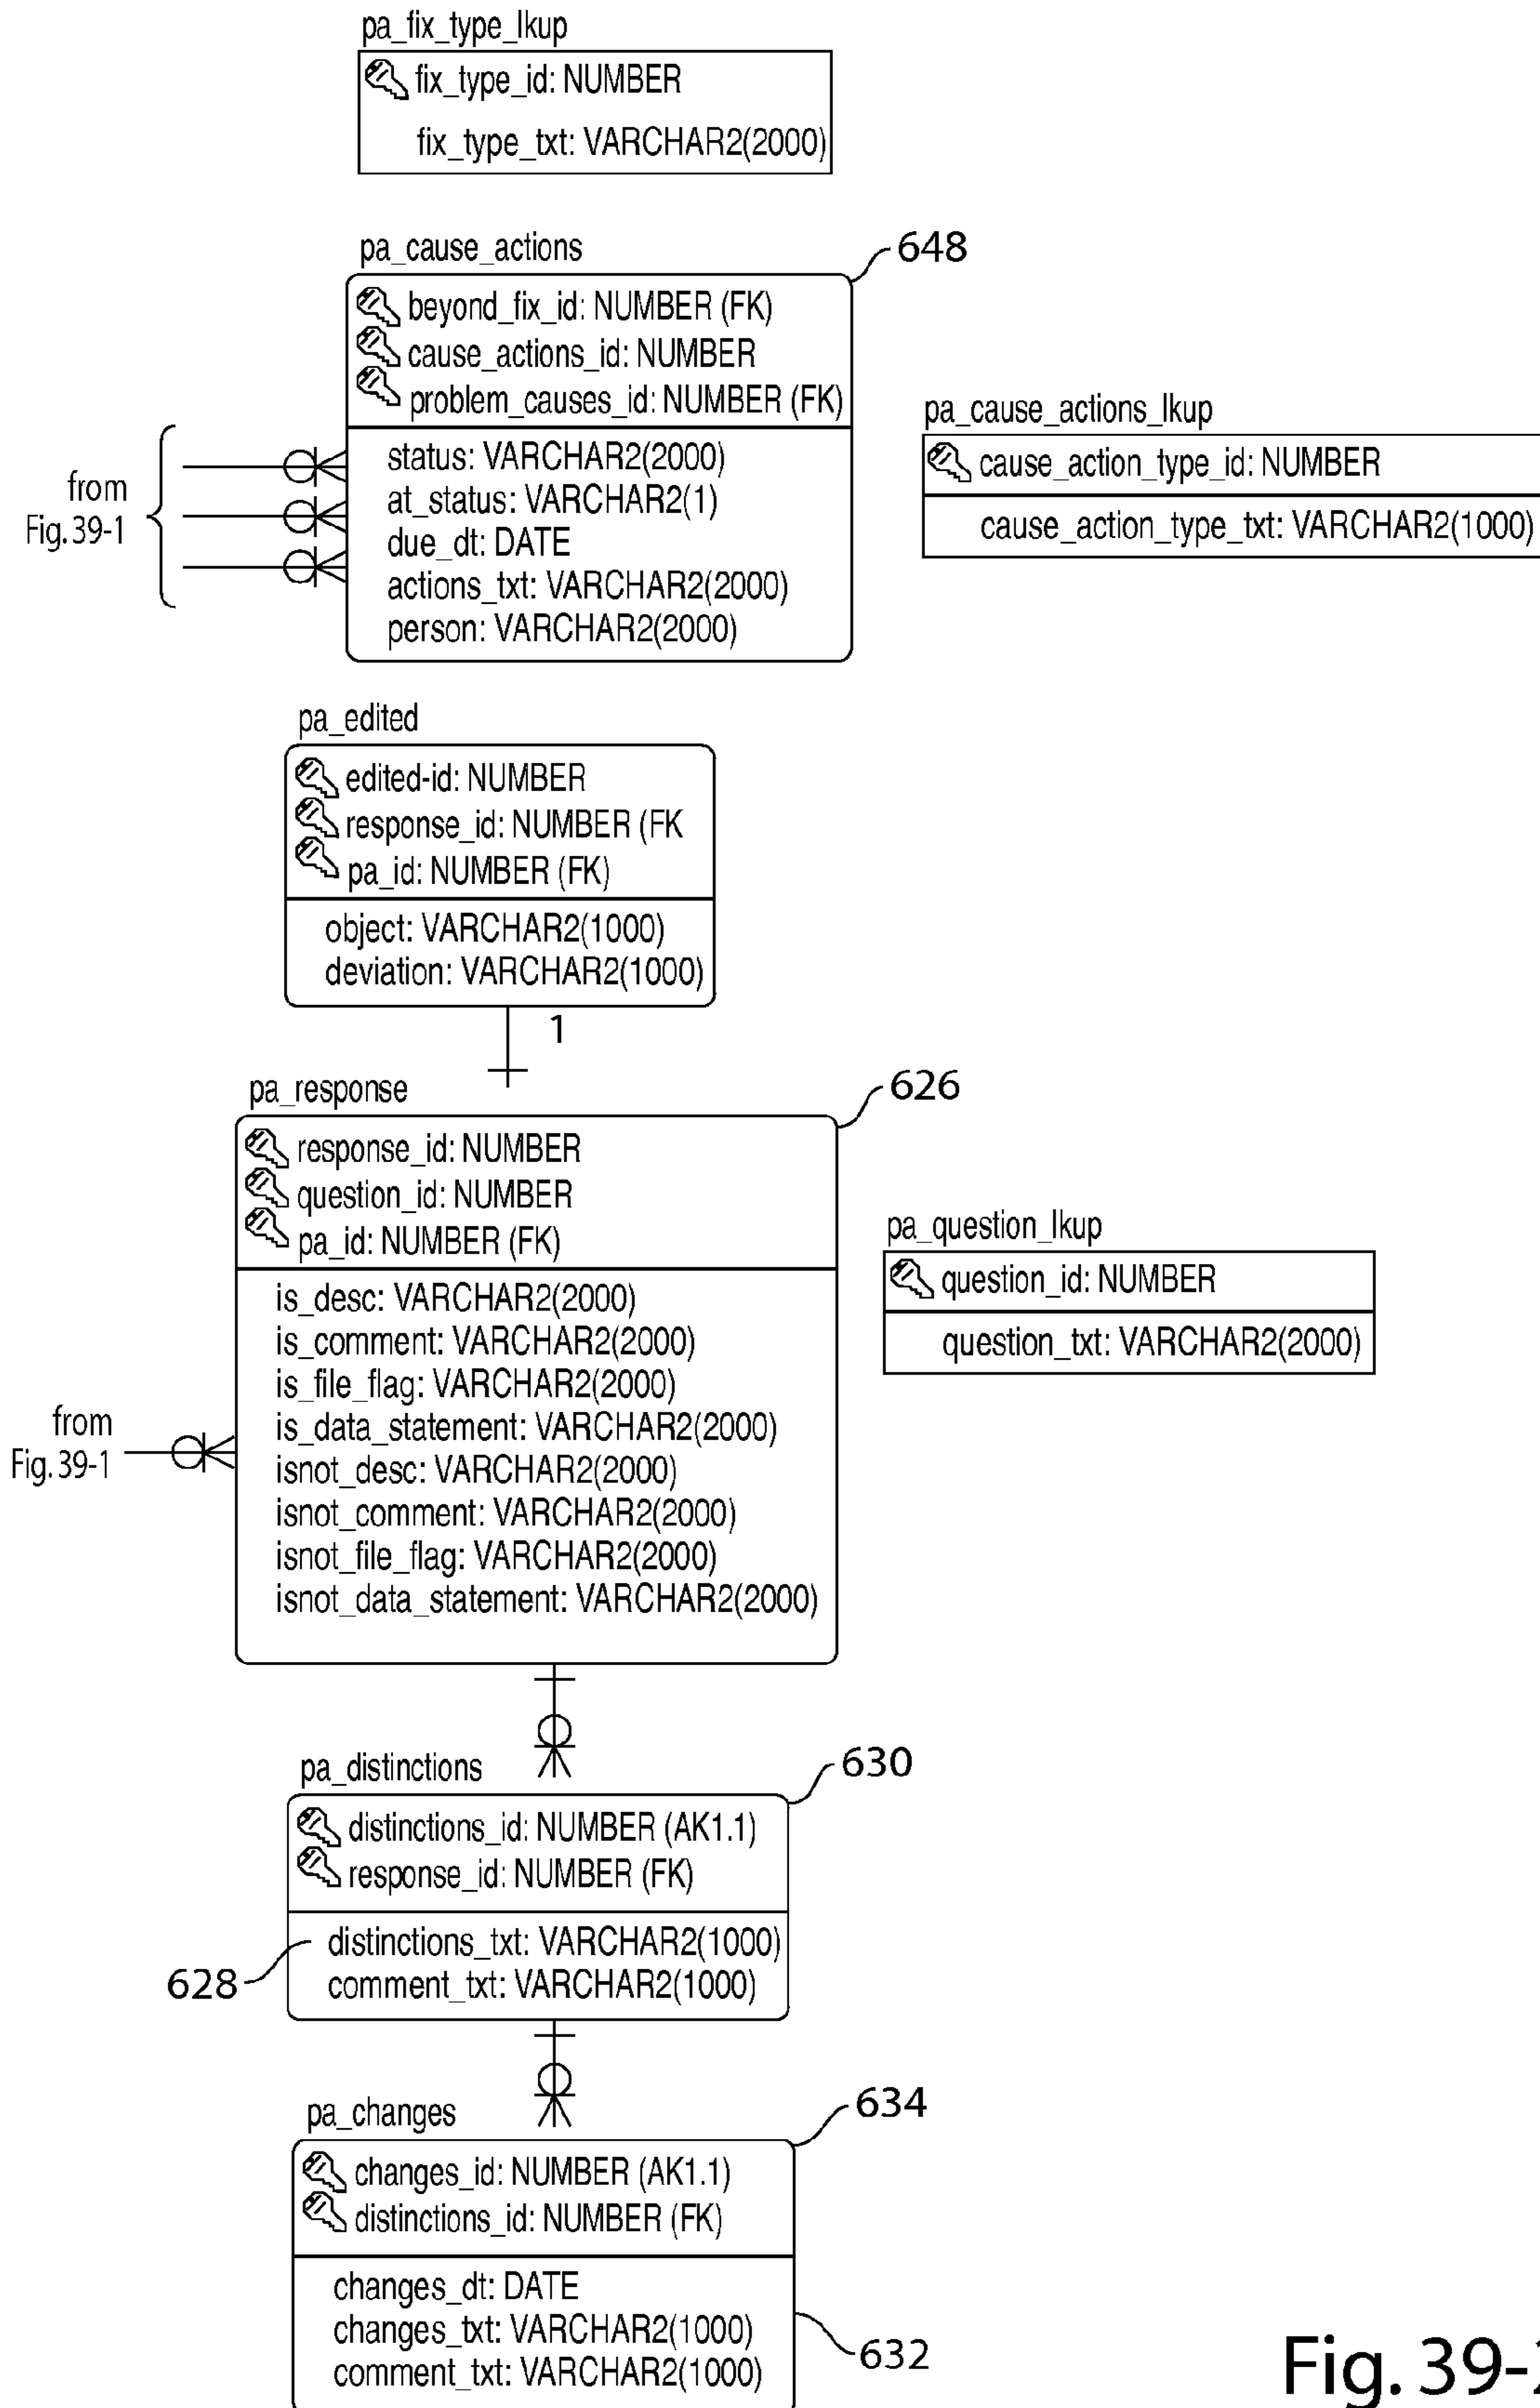 pa_fix_type_lkup
fix_type_id: NUMBER
fix_type_txt: VARCHAR2(2000)
pa_cause_actions
648
beyond_fix_id: NUMBER (FK)
cause_actions_id: NUMBER
problem_causes_id: NUMBER (FK)
status: VARCHAR2(2000)
at_status: VARCHAR2(1)
due_dt: DATE
actions_txt: VARCHAR2(2000)
person: VARCHAR2(2000)
from
Fig. 39-1
pa_cause_actions_lkup
cause_action_type_id: NUMBER
cause_action_type_txt: VARCHAR2(1000)
pa_edited
edited-id: NUMBER
response_id: NUMBER (FK
pa_id: NUMBER (FK)
object: VARCHAR2(1000)
deviation: VARCHAR2(1000)
1
pa_response
626
response_id: NUMBER
question_id: NUMBER
pa_id: NUMBER (FK)
is_desc: VARCHAR2(2000)
is_comment: VARCHAR2(2000)
is_file_flag: VARCHAR2(2000)
is_data_statement: VARCHAR2(2000)
isnot_desc: VARCHAR2(2000)
isnot_comment: VARCHAR2(2000)
isnot_file_flag: VARCHAR2(2000)
isnot_data_statement: VARCHAR2(2000)
from
Fig. 39-1
pa_question_lkup
question_id: NUMBER
question_txt: VARCHAR2(2000)
pa_distinctions
630
distinctions_id: NUMBER (AK1.1)
response_id: NUMBER (FK)
distinctions_txt: VARCHAR2(1000)
comment_txt: VARCHAR2(1000)
628
pa_changes
634
changes_id: NUMBER (AK1.1)
distinctions_id: NUMBER (FK)
changes_dt: DATE
changes_txt: VARCHAR2(1000)
comment_txt: VARCHAR2(1000)
632
Fig. 39-